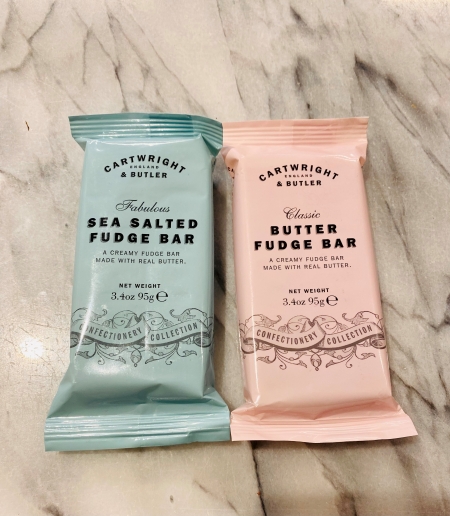 CARTWRIGHT
ENGLAND
& BUTLER
Fabulous
SEA SALTED
FUDGE BAR
A CREAMY FUDGE BAR
MADE WITH REAL BUTTER.
NET WEIGHT
3.4oz 95g℮
CONFECTIONERY COLLECTION
CARTWRIGHT
ENGLAND
& BUTLER
Classic
BUTTER
FUDGE BAR
A CREAMY FUDGE BAR
MADE WITH REAL BUTTER.
NET WEIGHT
3.4oz 95g℮
CONFECTIONERY COLLECTION